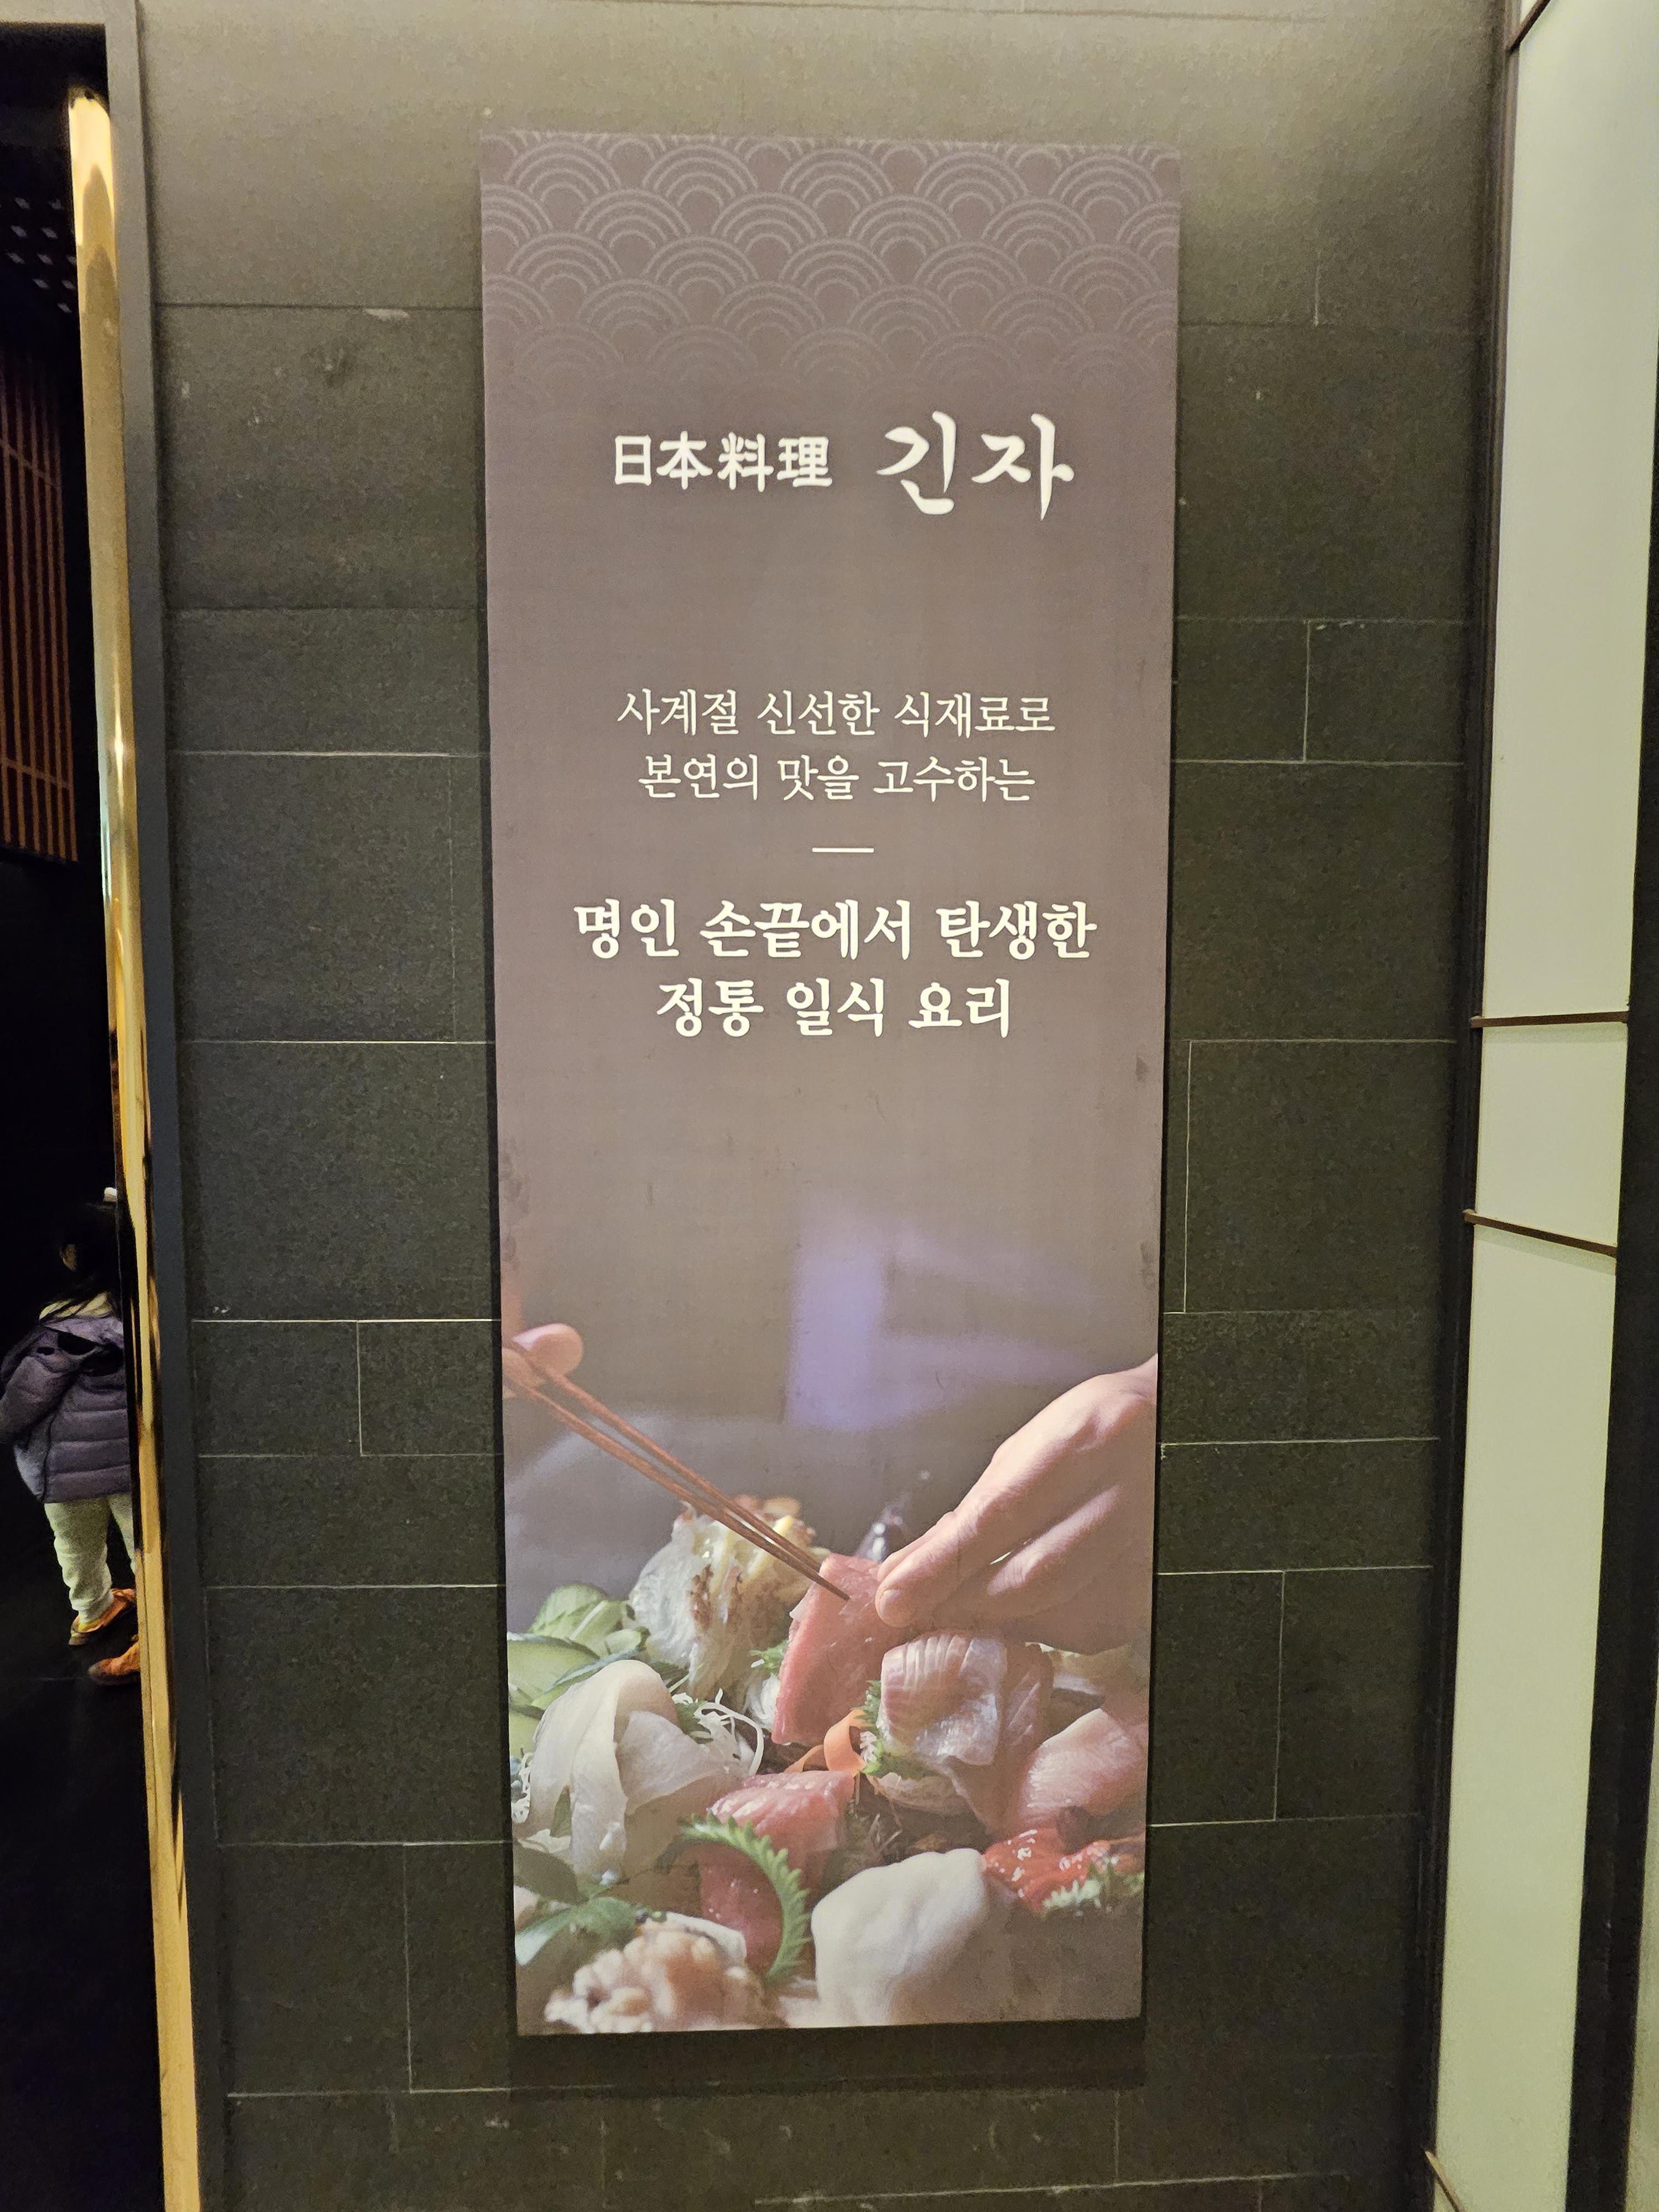 日本料理 긴자
사계절 신선한 식재료로
본연의 맛을 고수하는
명인 손끝에서 탄생한
정통 일식 요리